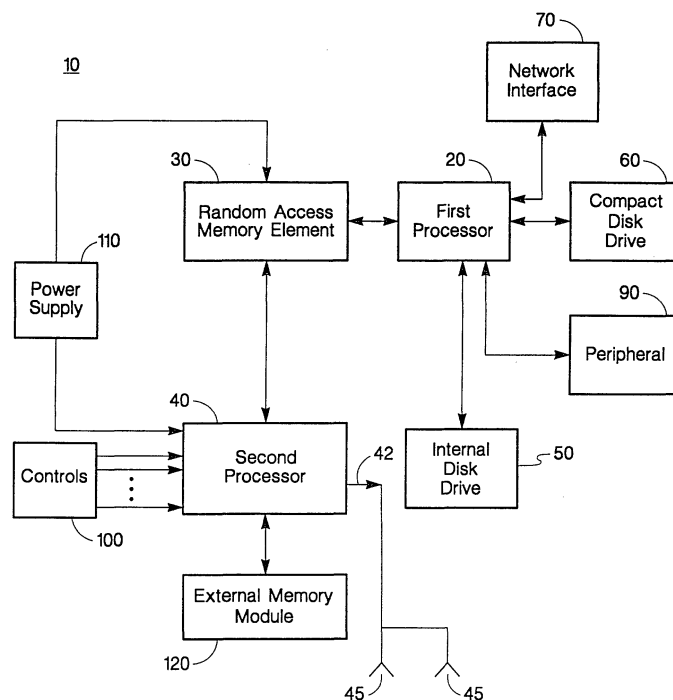 10
70
Network
Interface
30
Random Access
Memory Element
20
First
Processor
60
Compact
Disk
Drive
110
Power
Supply
90
Peripheral
40
Second
Processor
42
Internal
Disk
Drive
50
Controls
100
External Memory
Module
120
45
45